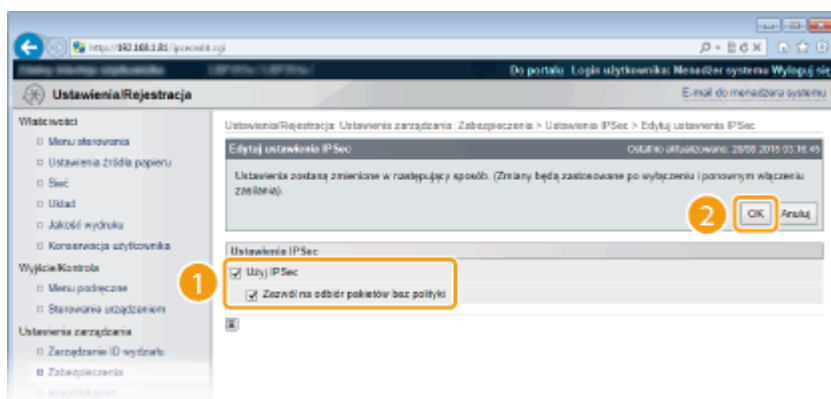 http://192.168.1.81/ipsecedit.cgi
Do portalu Login użytkownika: Menedżer systemu Wyloguj się
Ustawienia/Rejestracja
E-mail do menedżera systemu
Właściwości
Menu sterowania
Ustawienia źródła papieru
Sieć
Układ
Jakość wydruku
Konserwacja użytkownika
Wyjście/Kontrola
Menu podręczne
Sterowanie urządzeniem
Ustawienia zarządzania
Zarządzanie ID wydziału
Zabezpieczenia
Import/Eksport
Ustawienia/Rejestracja: Ustawienia zarządzania: Zabezpieczenia > Ustawienia IPSec > Edytuj ustawienia IPSec
Edytuj ustawienia IPSec
Ostatnio aktualizowano: 28/08 2015 03:16:45
Ustawienia zostaną zmienione w następujący sposób. (Zmiany będą zastosowane po wyłączeniu i ponownym włączeniu
zasilania).
2
OK
Anuluj
Ustawienia IPSec
1
Użyj IPSec
Zezwól na odbiór pakietów bez polityki